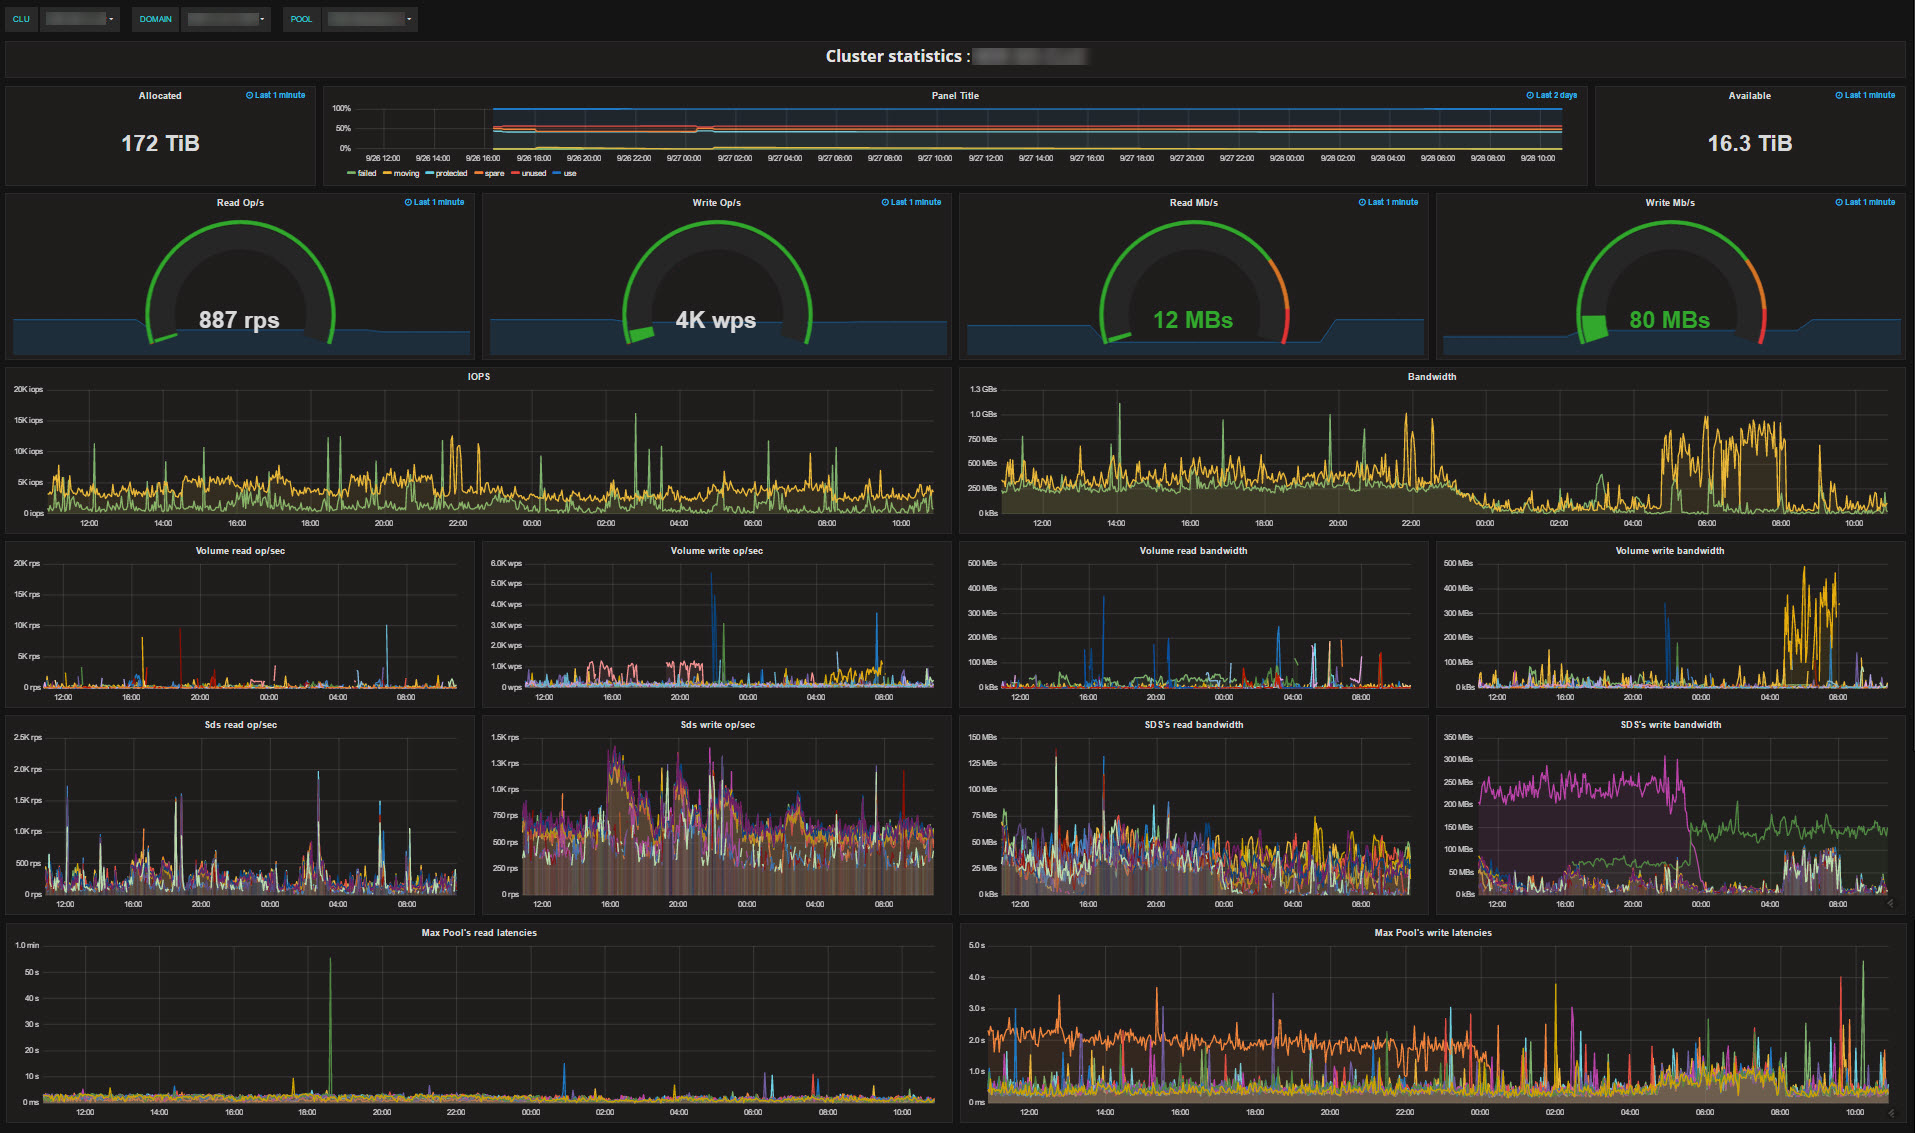 CLU DOMAIN POOL
Cluster statistics :
Allocated
Last 1 minute
172 TiB
Panel Title
Last 2 days
100%
50%
0%
9/26 12:00 9/26 14:00 9/26 16:00 9/26 18:00 9/26 20:00 9/26 22:00 9/27 00:00 9/27 02:00 9/27 04:00 9/27 06:00 9/27 08:00 9/27 10:00 9/27 12:00 9/27 14:00 9/27 16:00 9/27 18:00 9/27 20:00 9/27 22:00 9/28 00:00 9/28 02:00 9/28 04:00 9/28 06:00 9/28 08:00 9/28 10:00
failed moving protected spare unused use
Available
Last 1 minute
16.3 TiB
Read Op/s
Last 1 minute
887 rps
Write Op/s
Last 1 minute
4K wps
Read Mb/s
Last 1 minute
12 MBs
Write Mb/s
Last 1 minute
80 MBs
IOPS
20K iops
15K iops
10K iops
5K iops
0 iops
12:00 14:00 16:00 18:00 20:00 22:00 00:00 02:00 04:00 06:00 08:00 10:00
Bandwidth
1.3 GBs
1.0 GBs
750 MBs
500 MBs
250 MBs
0 kBs
12:00 14:00 16:00 18:00 20:00 22:00 00:00 02:00 04:00 06:00 08:00 10:00
Volume read op/sec
20K rps
15K rps
10K rps
5K rps
0 rps
12:00 16:00 20:00 00:00 04:00 08:00
Volume write op/sec
6.0K wps
5.0K wps
4.0K wps
3.0K wps
2.0K wps
1.0K wps
0 wps
12:00 16:00 20:00 00:00 04:00 08:00
Volume read bandwidth
500 MBs
400 MBs
300 MBs
200 MBs
100 MBs
0 kBs
12:00 16:00 20:00 00:00 04:00 08:00
Volume write bandwidth
500 MBs
400 MBs
300 MBs
200 MBs
100 MBs
0 kBs
12:00 16:00 20:00 00:00 04:00 08:00
Sds read op/sec
2.5K rps
2.0K rps
1.5K rps
1.0K rps
500 rps
0 rps
12:00 16:00 20:00 00:00 04:00 08:00
Sds write op/sec
1.5K rps
1.3K rps
1.0K rps
750 rps
500 rps
250 rps
0 rps
12:00 16:00 20:00 00:00 04:00 08:00
SDS's read bandwidth
150 MBs
125 MBs
100 MBs
75 MBs
50 MBs
25 MBs
0 kBs
12:00 16:00 20:00 00:00 04:00 08:00
SDS's write bandwidth
350 MBs
300 MBs
250 MBs
200 MBs
150 MBs
100 MBs
50 MBs
0 kBs
12:00 16:00 20:00 00:00 04:00 08:00
Max Pool's read latencies
1.0 min
50 s
40 s
30 s
20 s
10 s
0 ms
12:00 14:00 16:00 18:00 20:00 22:00 00:00 02:00 04:00 06:00 08:00 10:00
Max Pool's write latencies
5.0 s
4.0 s
3.0 s
2.0 s
1.0 s
0 ms
12:00 14:00 16:00 18:00 20:00 22:00 00:00 02:00 04:00 06:00 08:00 10:00